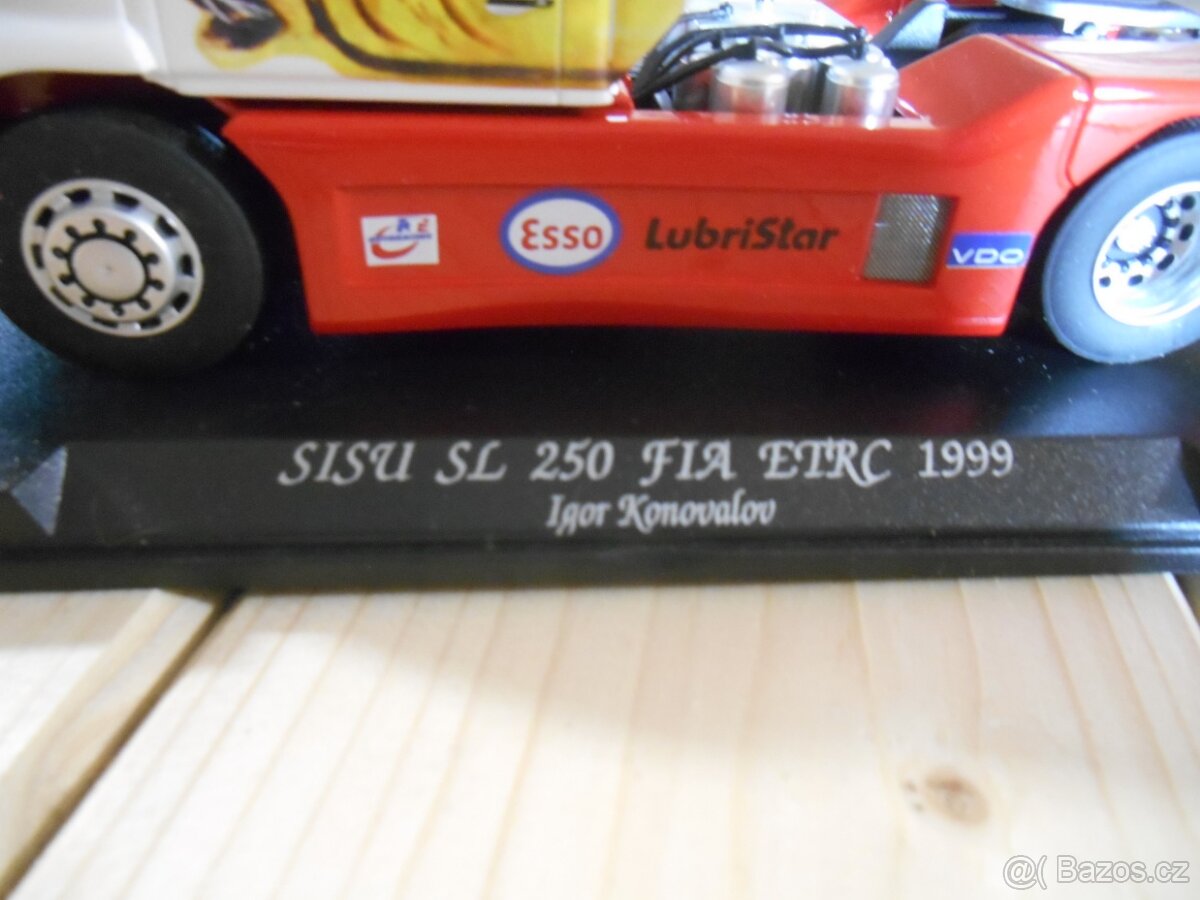 Esso
LubriStar
VDO
SISU SL 250 FIA ETRC 1999
Igor Konovalov
@( Bazos.cz